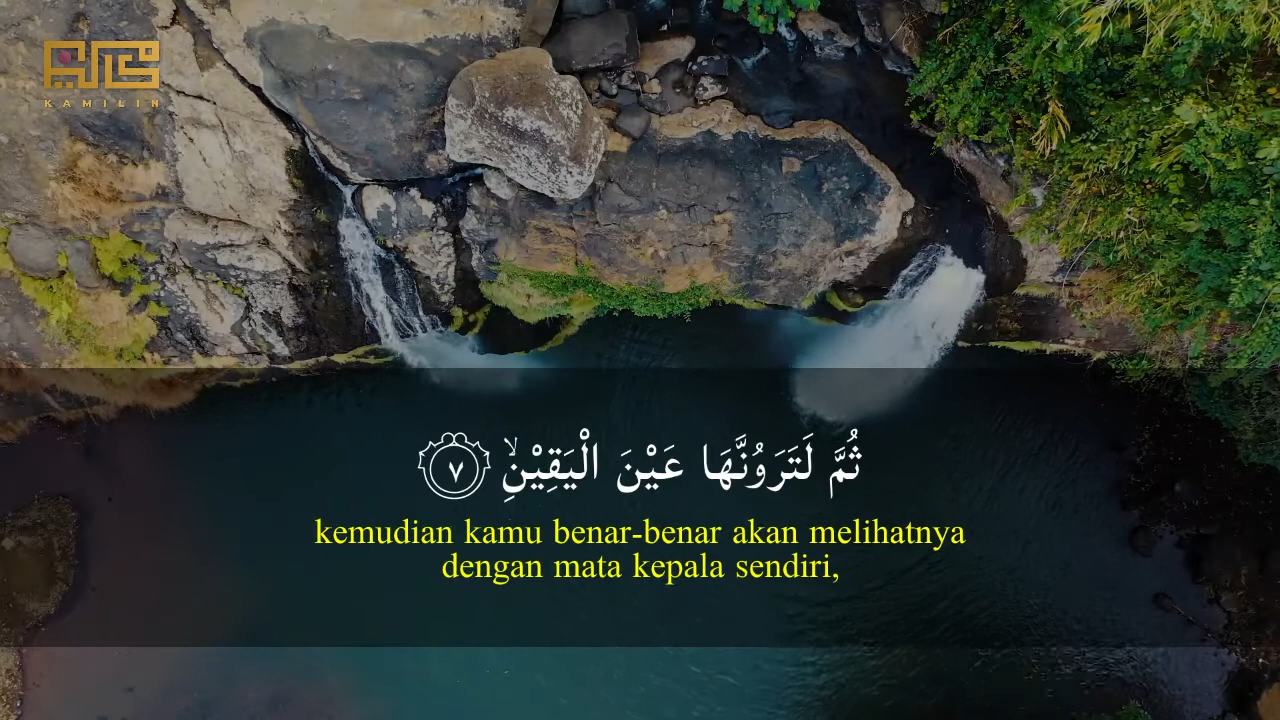 KAMILIN
ثُمَّ لَتَرَوُنَّهَا عَيْنَ الْيَقِيْنِۙ ٧
kemudian kamu benar-benar akan melihatnya
dengan mata kepala sendiri,